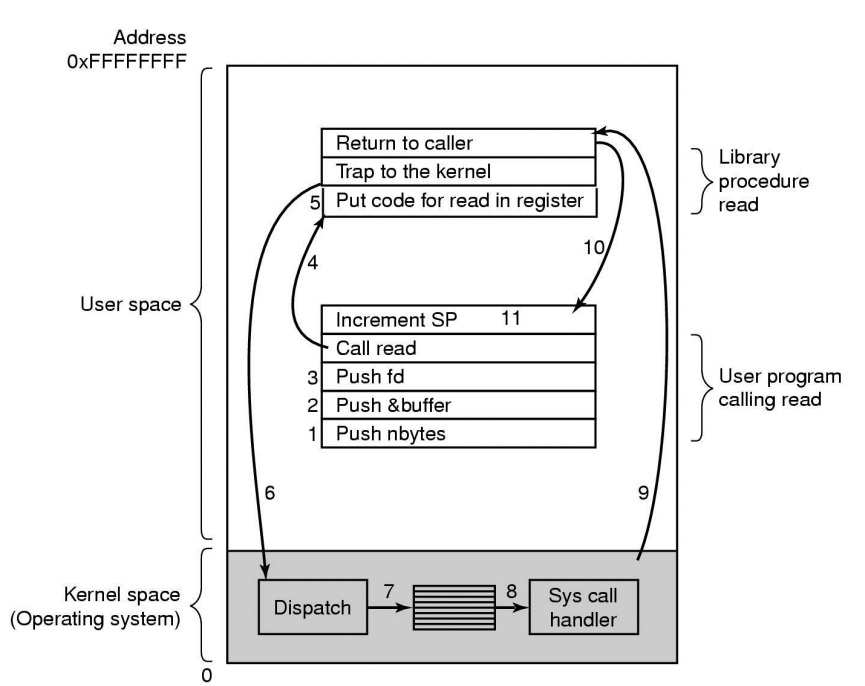 Address
0xFFFFFFFF
Return to caller
Trap to the kernel
5 Put code for read in register
Library
procedure
read
4
10
User space
Increment SP 11
Call read
3 Push fd
2 Push &buffer
1 Push nbytes
User program
calling read
6
9
Kernel space
(Operating system)
Dispatch
7
8
Sys call
handler
0